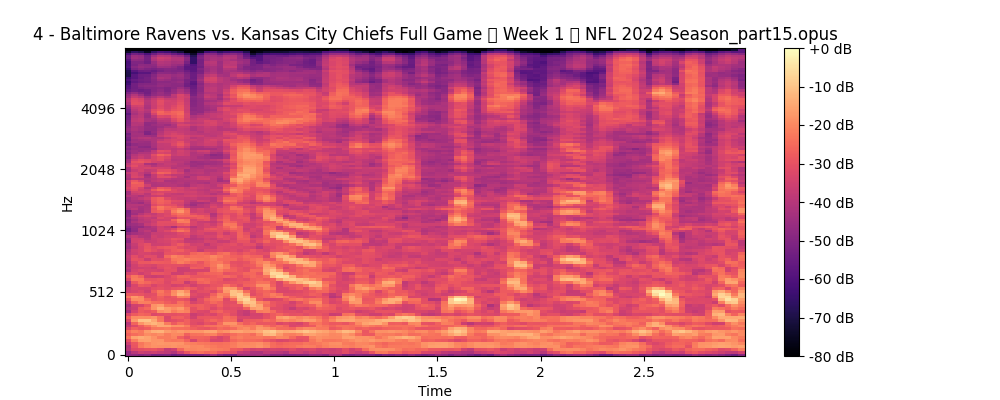 4 - Baltimore Ravens vs. Kansas City Chiefs Full Game ▯ Week 1 ▯ NFL 2024 Season_part15.opus
+0 dB
-10 dB
-20 dB
-30 dB
-40 dB
-50 dB
-60 dB
-70 dB
-80 dB
4096
2048
1024
512
0
Hz
0
0.5
1
1.5
2
2.5
Time